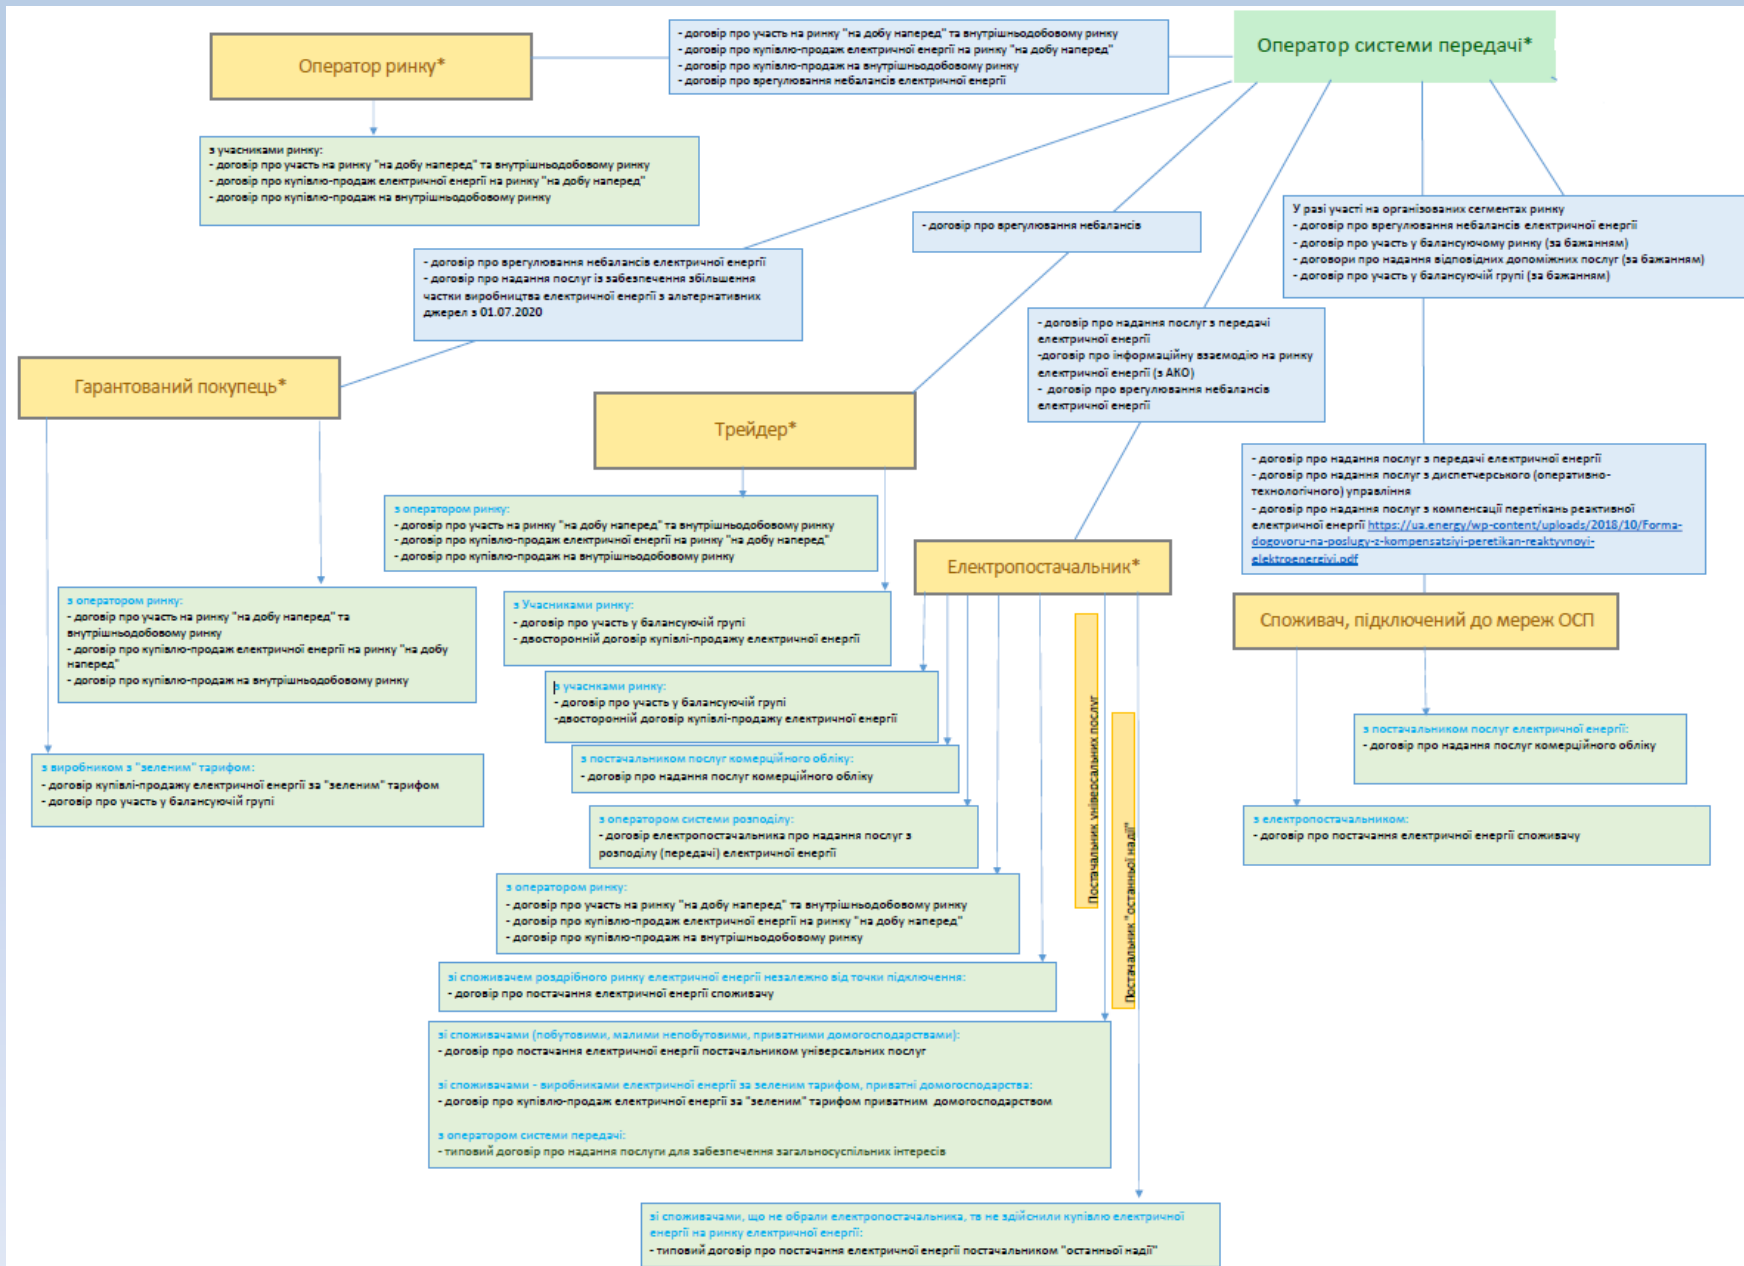 Оператор ринку*
- договір про участь на ринку "на добу наперед" та внутрішньодобовому ринку
- договір про купівлю-продаж електричної енергії на ринку "на добу наперед"
- договір про купівлю-продаж на внутрішньодобовому ринку
- договір про врегулювання небалансів електричної енергії
Оператор системи передачі*
з учасниками ринку:
- договір про участь на ринку "на добу наперед" та внутрішньодобовому ринку
- договір про купівлю-продаж електричної енергії на ринку "на добу наперед"
- договір про купівлю-продаж на внутрішньодобовому ринку
- договір про врегулювання небалансів
У разі участі на організованих сегментах ринку
- договір про врегулювання небалансів електричної енергії
- договір про участь у балансуючому ринку (за бажанням)
- договори про надання відповідних допоміжних послуг (за бажанням)
- договір про участь у балансуючій групі (за бажанням)
- договір про врегулювання небалансів електричної енергії
- договір про надання послуг із забезпечення збільшення
частки виробництва електричної енергії з альтернативних
джерел з 01.07.2020
- договір про надання послуг з передачі
електричної енергії
-договір про інформаційну взаємодію на ринку
електричної енергії (з АКО)
- договір про врегулювання небалансів
електричної енергії
Гарантований покупець*
Трейдер*
- договір про надання послуг з передачі електричної енергії
- договір про надання послуг з диспетчерського (оперативно-
технологічного) управління
- договір про надання послуг з компенсації перетікань реактивної
електричної енергії https://ua.energy/wp-content/uploads/2018/10/Forma-
dogovoru-na-poslugy-z-kompensatsiyi-peretikan-reaktyvnoyi-
elektroenergiyi.pdf
з оператором ринку:
- договір про участь на ринку "на добу наперед" та внутрішньодобовому ринку
- договір про купівлю-продаж електричної енергії на ринку "на добу наперед"
- договір про купівлю-продаж на внутрішньодобовому ринку
Електропостачальник*
з оператором ринку:
- договір про участь на ринку "на добу наперед" та
внутрішньодобовому ринку
- договір про купівлю-продаж електричної енергії на ринку "на добу
наперед"
- договір про купівлю-продаж на внутрішньодобовому ринку
з Учасниками ринку:
- договір про участь у балансуючій групі
- двосторонній договір купівлі-продажу електричної енергії
Споживач, підключений до мереж ОСП
з учасниками ринку:
- договір про участь у балансуючій групі
-двосторонній договір купівлі-продажу електричної енергії
Постачальник універсальних послуг
Постачальник "останньої надії"
з постачальником послуг електричної енергії:
- договір про надання послуг комерційного обліку
з виробником з "зеленим" тарифом:
- договір купівлі-продажу електричної енергії за "зеленим" тарифом
- договір про участь у балансуючій групі
з постачальником послуг комерційного обліку:
- договір про надання послуг комерційного обліку
з електропостачальником:
- договір про постачання електричної енергії споживачу
з оператором системи розподілу:
- договір електропостачальника про надання послуг з
розподілу (передачі) електричної енергії
з оператором ринку:
- договір про участь на ринку "на добу наперед" та внутрішньодобовому ринку
- договір про купівлю-продаж електричної енергії на ринку "на добу наперед"
- договір про купівлю-продаж на внутрішньодобовому ринку
зі споживачем роздрібного ринку електричної енергії незалежно від точки підключення:
- договір про постачання електричної енергії споживачу
зі споживачами (побутовими, малими непобутовими, приватними домогосподарствами):
- договір про постачання електричної енергії постачальником універсальних послуг
зі споживачами - виробниками електричної енергії за зеленим тарифом, приватні домогосподарства:
- договір про купівлю-продаж електричної енергії за "зеленим" тарифом приватним домогосподарством
з оператором системи передачі:
- типовий договір про надання послуги для забезпечення загальносуспільних інтересів
зі споживачами, що не обрали електропостачальника, тв не здійснили купівлю електричної
енергії на ринку електричної енергії:
- типовий договір про постачання електричної енергії постачальником "останньої надії"